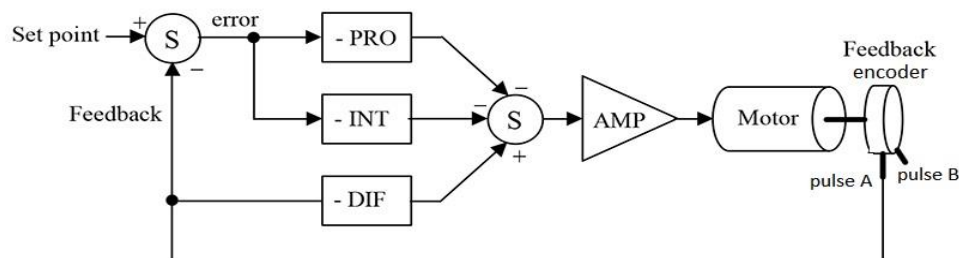 +
error
Set point
S
- PRO
−
Feedback
encoder
Feedback
−
−
- INT
S
AMP
Motor
+
pulse A
pulse B
- DIF